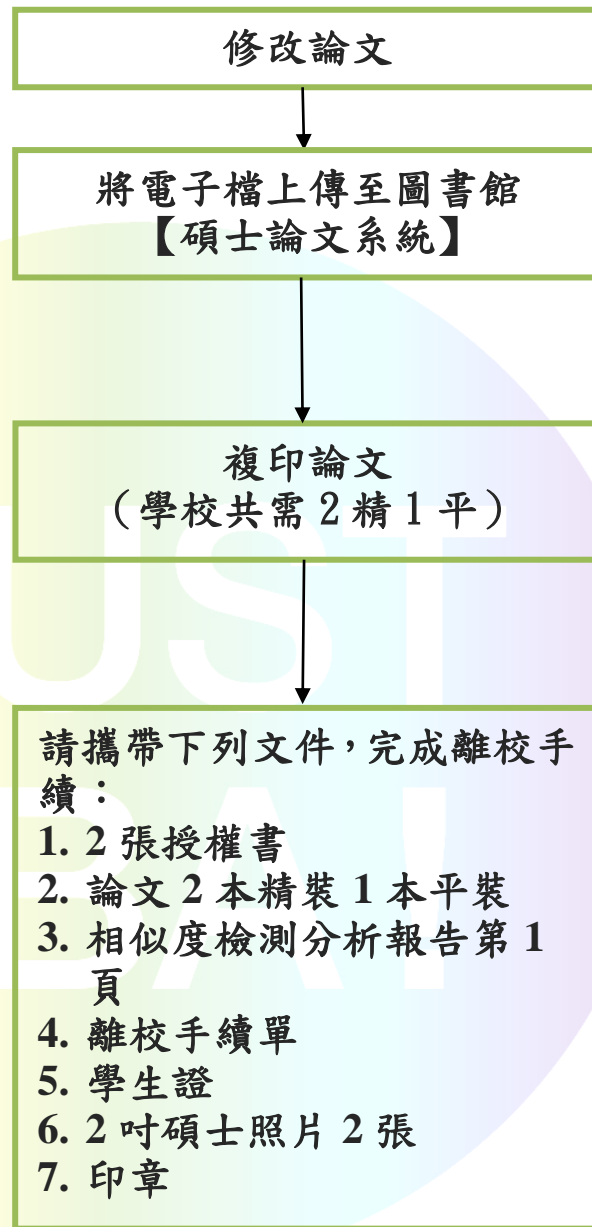 修改論文
將電子檔上傳至圖書館
【碩士論文系統】
複印論文
（學校共需 2 精 1 平）
請攜帶下列文件，完成離校手
續：
1. 2 張授權書
2. 論文 2 本精裝 1 本平裝
3. 相似度檢測分析報告第 1
頁
4. 離校手續單
5. 學生證
6. 2 吋碩士照片 2 張
7. 印章
UST
BA!